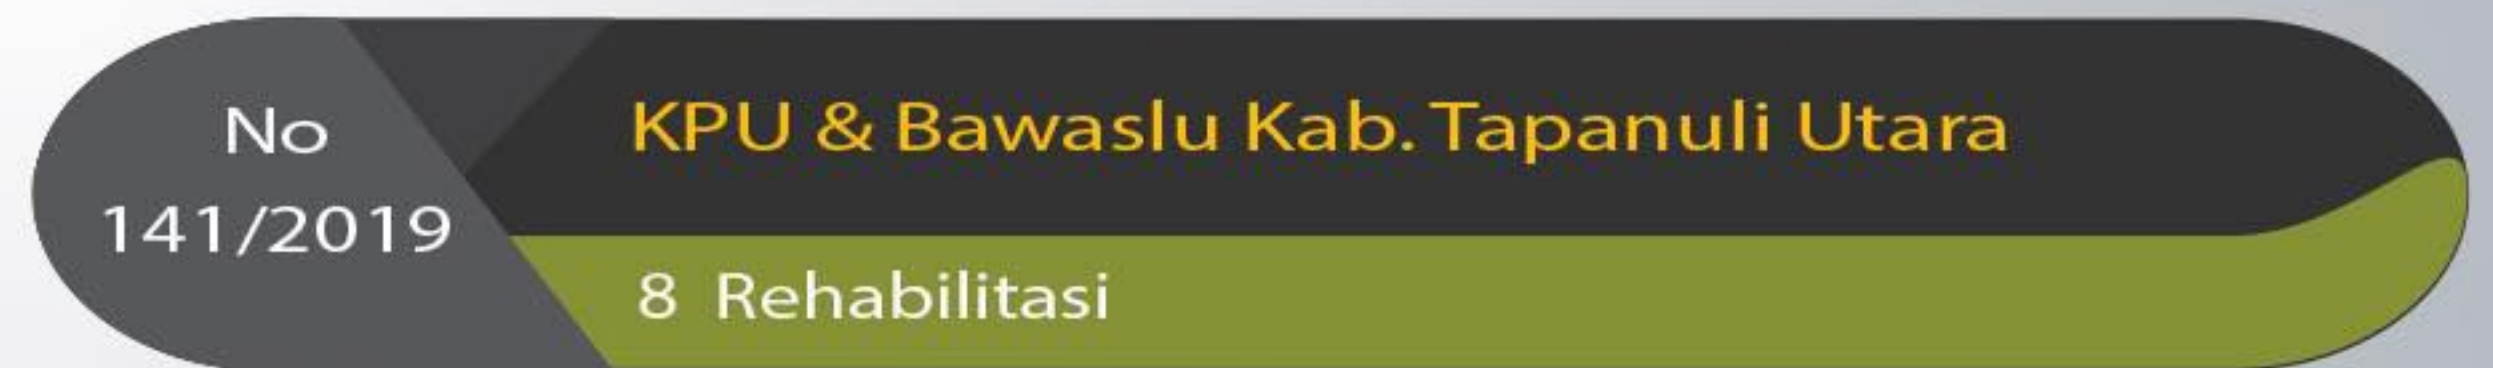 No
141/2019
KPU & Bawaslu Kab. Tapanuli Utara
8 Rehabilitasi